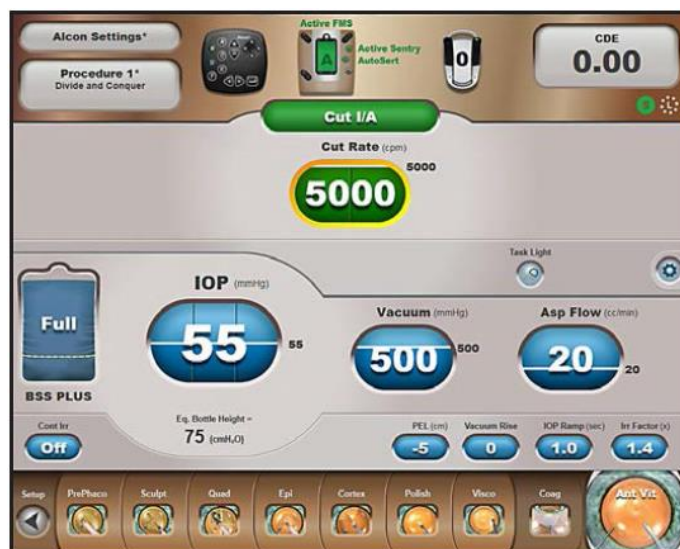 Alcon Settings*
Procedure 1*
Divide and Conquer
Active FMS
A
Active Sentry
AutoSert
0
CDE
0.00
Cut I/A
Cut Rate (cpm)
5000
5000
Task Light
Full
BSS PLUS
IOP (mmHg)
55
55
Eq. Bottle Height =
75 (cmH₂O)
Vacuum (mmHg)
500
500
Asp Flow (cc/min)
20
20
Cont Irr
Off
PEL (cm)
-5
Vacuum Rise
0
IOP Ramp (sec)
1.0
Irr Factor (x)
1.4
Setup
PrePhaco
Sculpt
Quad
Epi
Cortex
Polish
Visco
Coag
Ant Vit